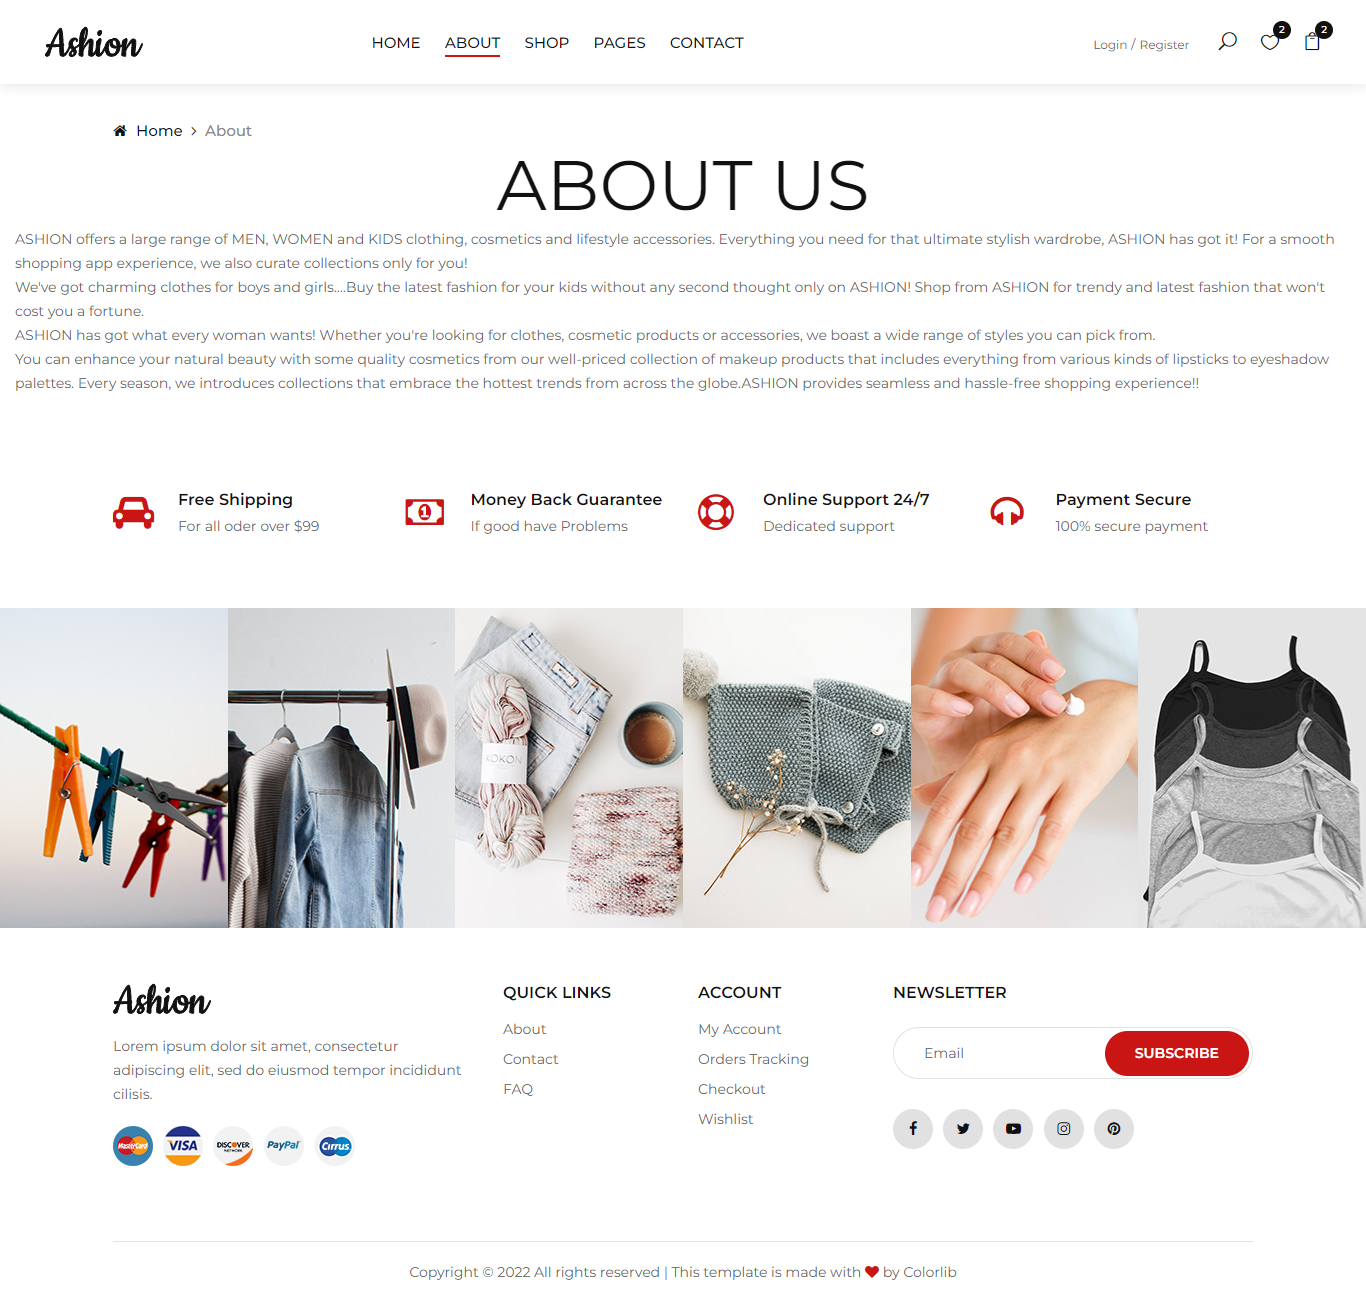 Ashion
HOME ABOUT SHOP PAGES CONTACT
Login / Register
2
2
Home > About
ABOUT US
ASHION offers a large range of MEN, WOMEN and KIDS clothing, cosmetics and lifestyle accessories. Everything you need for that ultimate stylish wardrobe, ASHION has got it! For a smooth
shopping app experience, we also curate collections only for you!
We've got charming clothes for boys and girls....Buy the latest fashion for your kids without any second thought only on ASHION! Shop from ASHION for trendy and latest fashion that won't
cost you a fortune.
ASHION has got what every woman wants! Whether you're looking for clothes, cosmetic products or accessories, we boast a wide range of styles you can pick from.
You can enhance your natural beauty with some quality cosmetics from our well-priced collection of makeup products that includes everything from various kinds of lipsticks to eyeshadow
palettes. Every season, we introduces collections that embrace the hottest trends from across the globe.ASHION provides seamless and hassle-free shopping experience!!
Free Shipping
For all oder over $99
1
Money Back Guarantee
If good have Problems
Online Support 24/7
Dedicated support
Payment Secure
100% secure payment
KOKON
Ashion
Lorem ipsum dolor sit amet, consectetur
adipiscing elit, sed do eiusmod tempor incididunt
cilisis.
MasterCard
VISA
DISCOVER
NETWORK
PayPal
Cirrus
QUICK LINKS
About
Contact
FAQ
ACCOUNT
My Account
Orders Tracking
Checkout
Wishlist
NEWSLETTER
Email
SUBSCRIBE
Copyright © 2022 All rights reserved | This template is made with ♥ by Colorlib